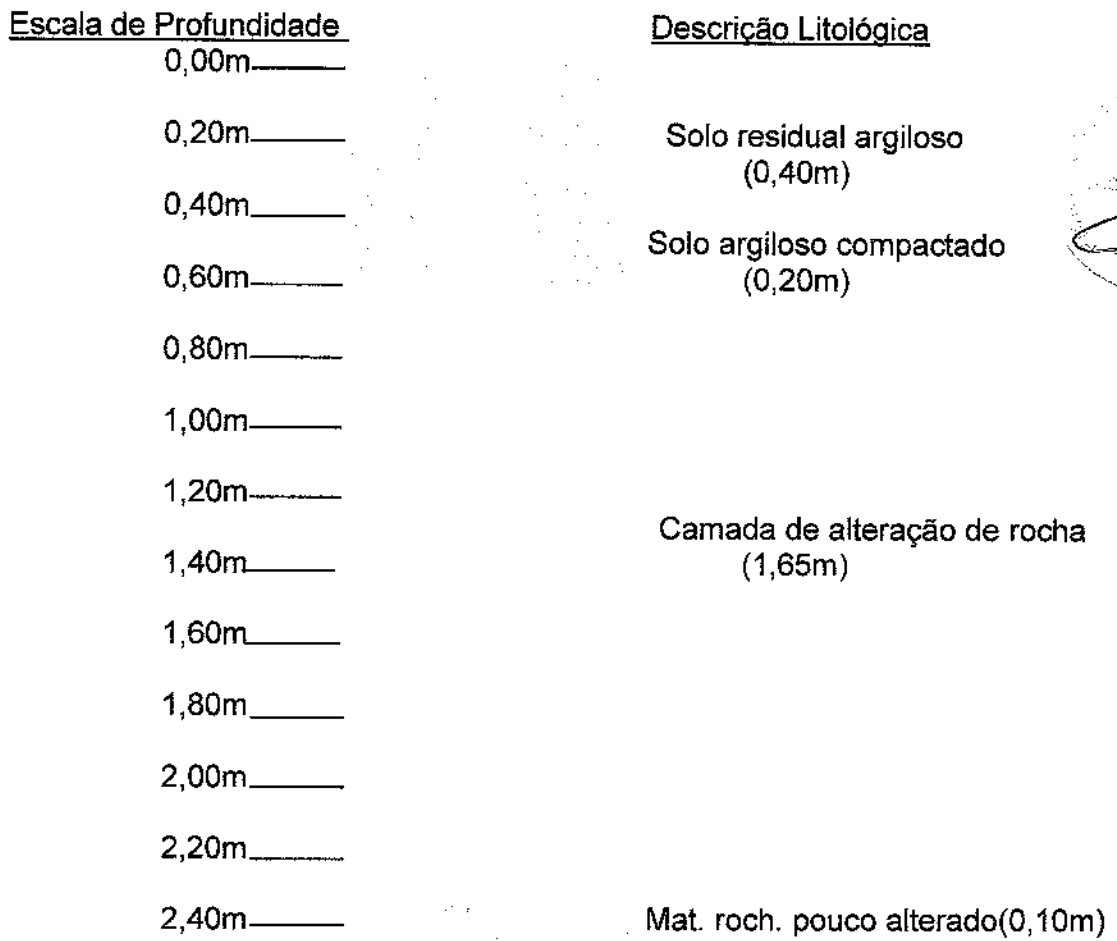 Escala de Profundidade
Descrição Litológica
0,00m
0,20m
Solo residual argiloso
(0,40m)
0,40m
Solo argiloso compactado
0,60m
(0,20m)
0,80m
1,00m
1,20m
Camada de alteração de rocha
1,40m
(1,65m)
1,60m
1,80m
2,00m
2,20m
2,40m
Mat. roch. pouco alterado(0,10m)